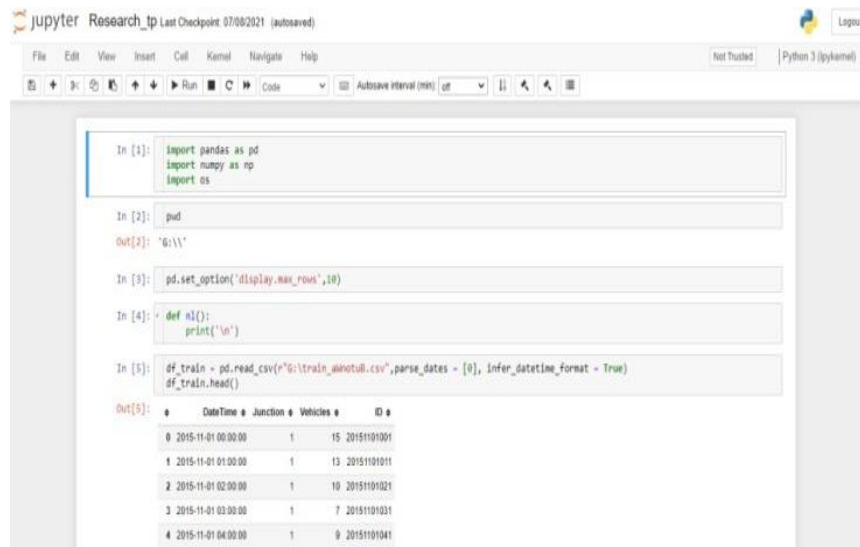 jupyter Research_tp Last Checkpoint: 07/08/2021 (autosaved)
Logou
File Edit View Insert Cell Kernel Navigate Help
Not Trusted
Python 3 (ipykernel)
Run
Code
Autosave interval (min): off
In [1]: import pandas as pd
import numpy as np
import os
In [2]: pwd
Out[2]: 'G:\\'
In [3]: pd.set_option('display.max_rows',10)
In [4]: def nl():
print('\n')
In [5]: df_train = pd.read_csv(r"G:\train_aWnotuB.csv",parse_dates = [0], infer_datetime_format = True)
df_train.head()
Out[5]:
DateTime Junction Vehicles ID
0 2015-11-01 00:00:00 1 15 20151101001
1 2015-11-01 01:00:00 1 13 20151101011
2 2015-11-01 02:00:00 1 10 20151101021
3 2015-11-01 03:00:00 1 7 20151101031
4 2015-11-01 04:00:00 1 9 20151101041